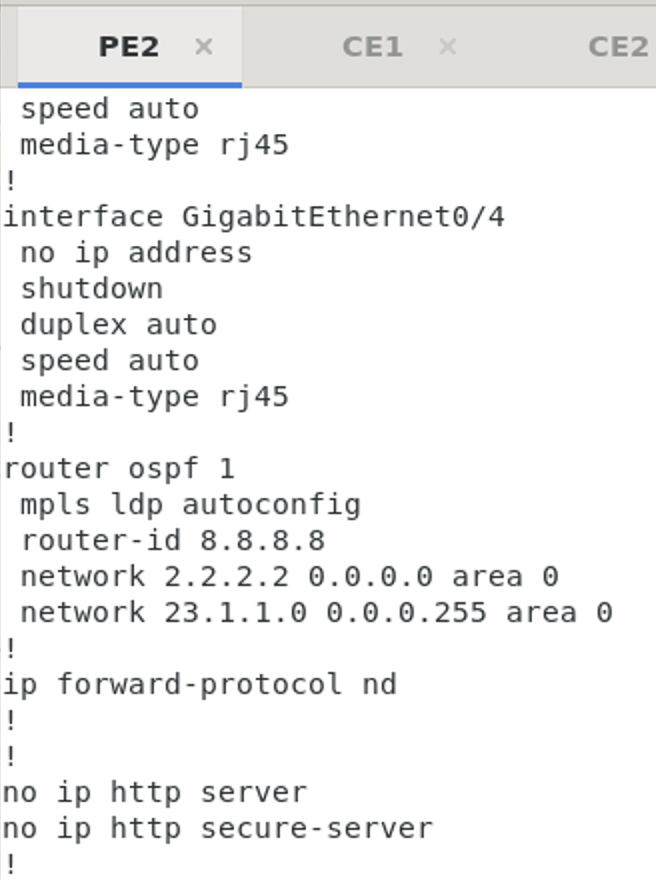 PE2 × CE1 × CE2
speed auto
media-type rj45
!
interface GigabitEthernet0/4
no ip address
shutdown
duplex auto
speed auto
media-type rj45
!
router ospf 1
mpls ldp autoconfig
router-id 8.8.8.8
network 2.2.2.2 0.0.0.0 area 0
network 23.1.1.0 0.0.0.255 area 0
!
ip forward-protocol nd
!
!
no ip http server
no ip http secure-server
!